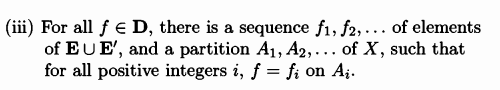 (iii) For all f ∈ D, there is a sequence f₁, f₂, ... of elements
of E ∪ E′, and a partition A₁, A₂, ... of X, such that
for all positive integers i, f = fᵢ on Aᵢ.